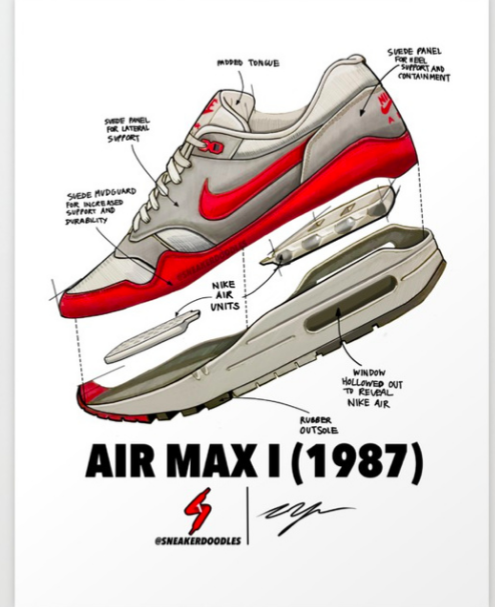 PADDED TONGUE
SUEDE PANEL
FOR HEEL
SUPPORT AND
CONTAINMENT
SUEDE PANEL
FOR LATERAL
SUPPORT
SUEDE MUDGUARD
FOR INCREASED
SUPPORT AND
DURABILITY
NIKE
AIR
UNITS
WINDOW
HOLLOWED OUT
TO REVEAL
NIKE AIR
RUBBER
OUTSOLE
AIR MAX I (1987)
@SNEAKERDOODLES